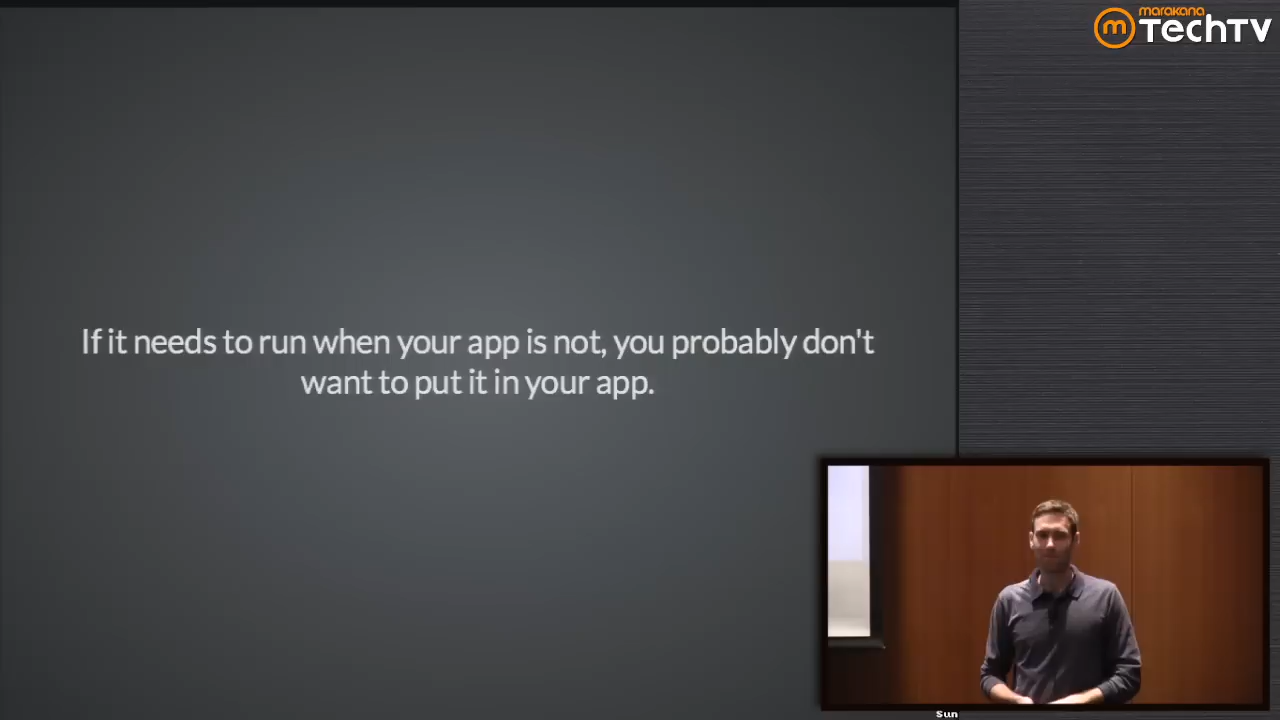 marakana
TechTV
If it needs to run when your app is not, you probably don't
want to put it in your app.
Sun